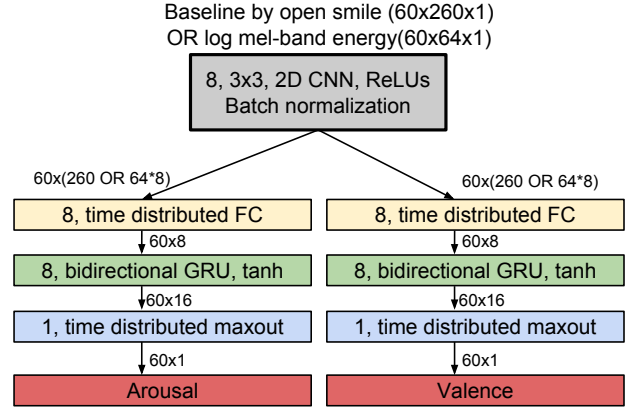 Baseline by open smile (60x260x1)
OR log mel-band energy(60x64x1)
8, 3x3, 2D CNN, ReLUs
Batch normalization
60x(260 OR 64*8)
60x(260 OR 64*8)
8, time distributed FC
8, time distributed FC
60x8
60x8
8, bidirectional GRU, tanh
8, bidirectional GRU, tanh
60x16
60x16
1, time distributed maxout
1, time distributed maxout
60x1
60x1
Arousal
Valence